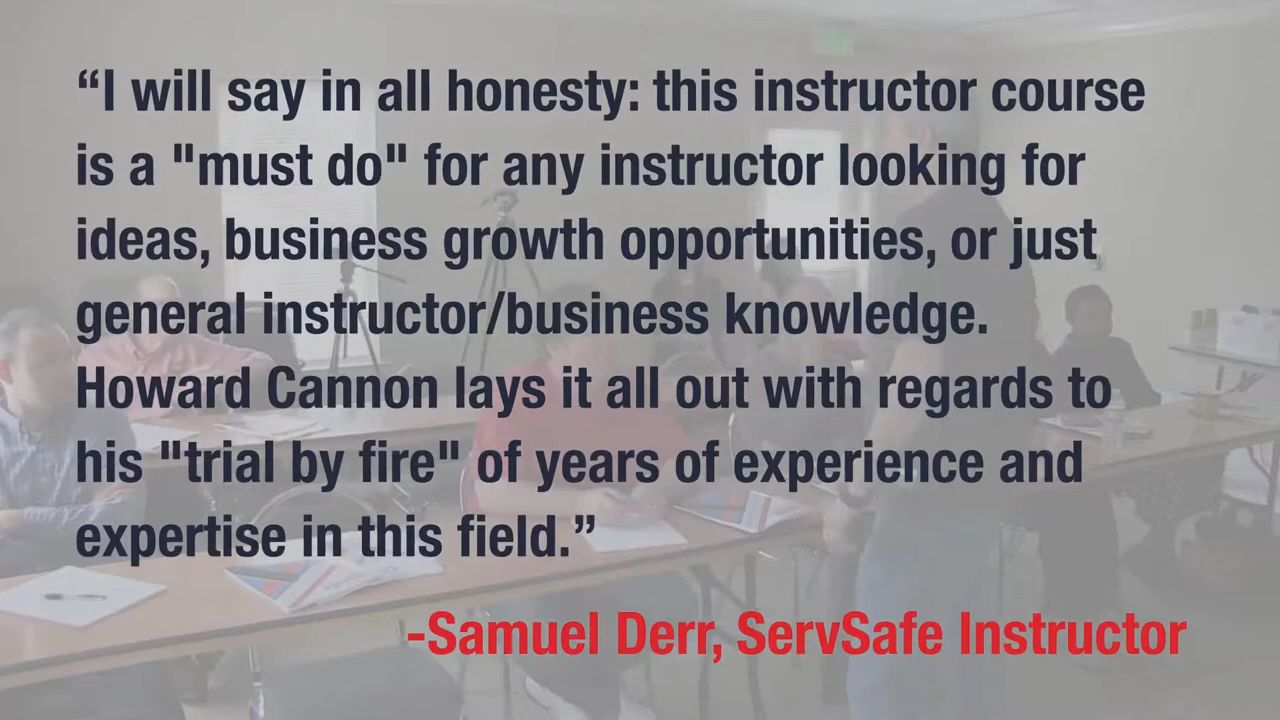 “I will say in all honesty: this instructor course
is a "must do" for any instructor looking for
ideas, business growth opportunities, or just
general instructor/business knowledge.
Howard Cannon lays it all out with regards to
his "trial by fire" of years of experience and
expertise in this field.”
-Samuel Derr, ServSafe Instructor